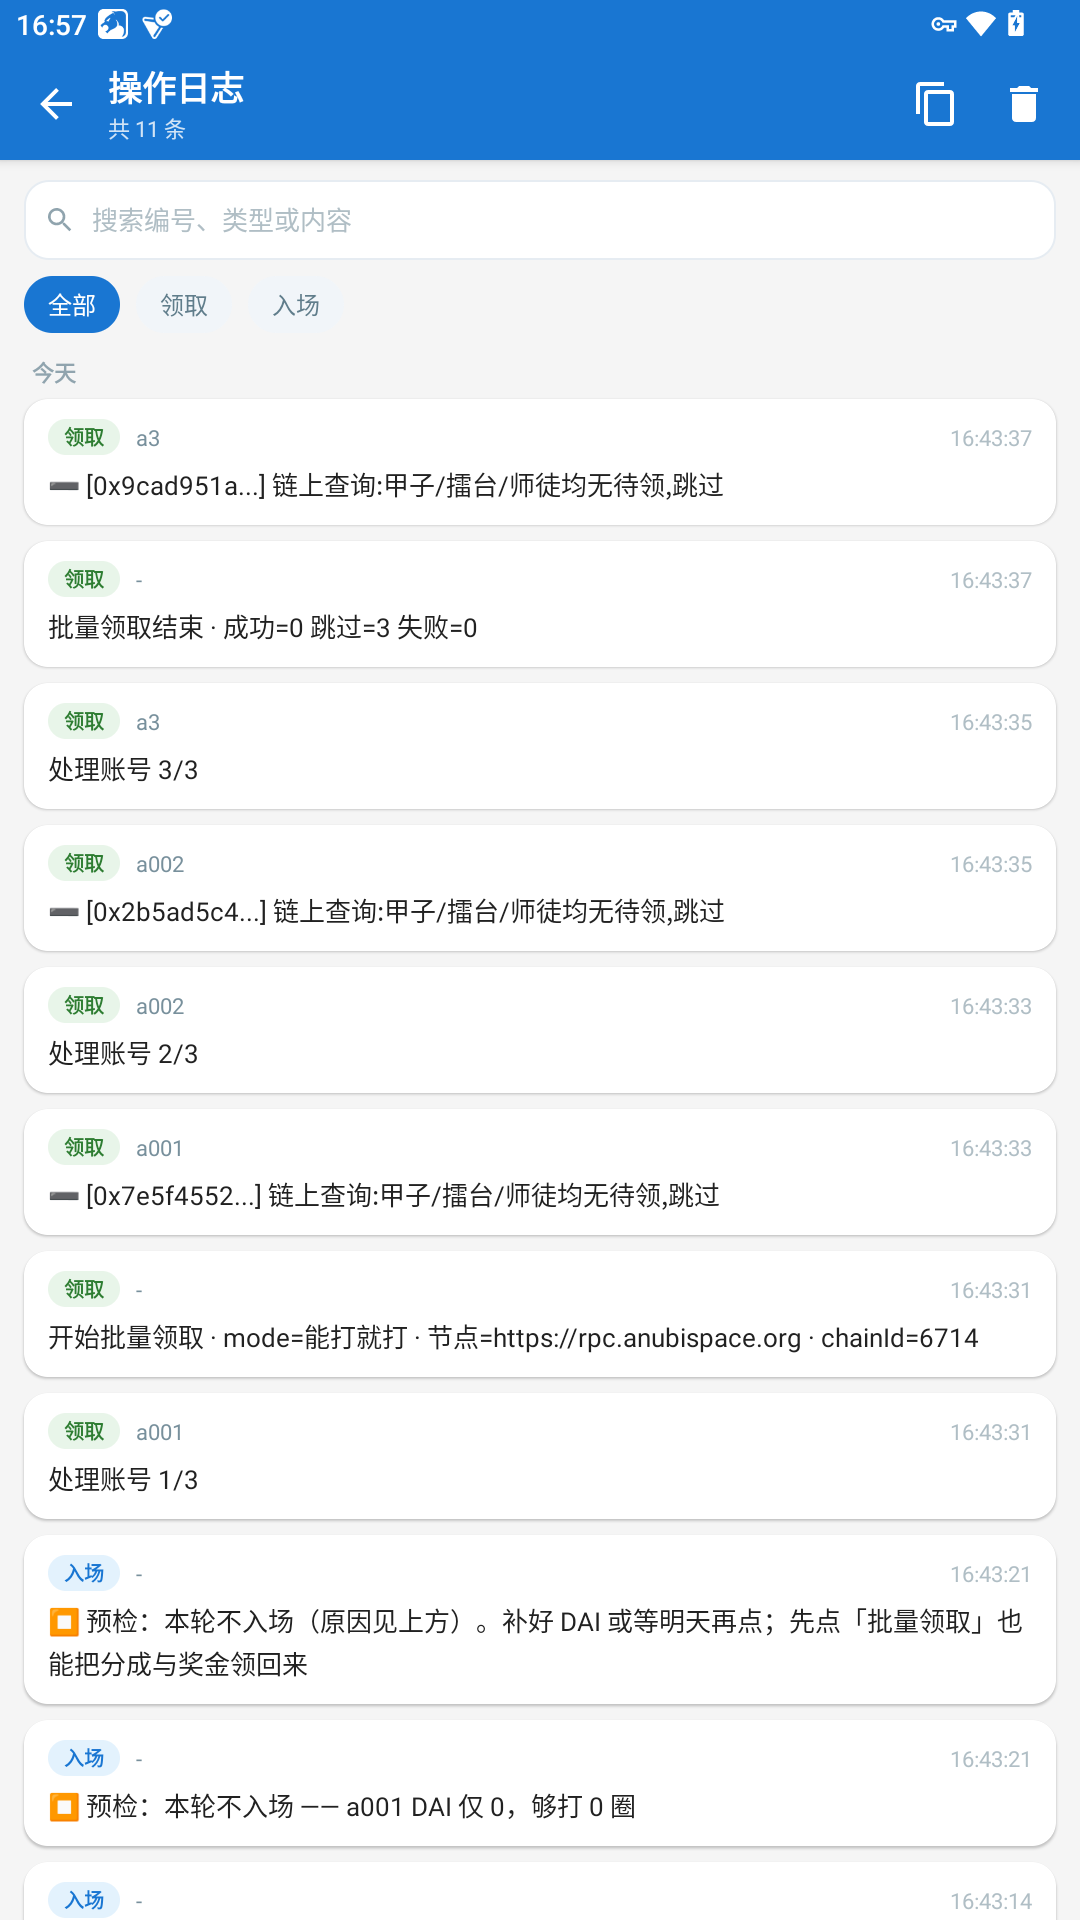 16:57
操作日志
共 11 条
搜索编号、类型或内容
全部 领取 入场
今天
领取 a3 16:43:37
➖ [0x9cad951a...] 链上查询:甲子/擂台/师徒均无待领,跳过
领取 - 16:43:37
批量领取结束 · 成功=0 跳过=3 失败=0
领取 a3 16:43:35
处理账号 3/3
领取 a002 16:43:35
➖ [0x2b5ad5c4...] 链上查询:甲子/擂台/师徒均无待领,跳过
领取 a002 16:43:33
处理账号 2/3
领取 a001 16:43:33
➖ [0x7e5f4552...] 链上查询:甲子/擂台/师徒均无待领,跳过
领取 - 16:43:31
开始批量领取 · mode=能打就打 · 节点=https://rpc.anubispace.org · chainId=6714
领取 a001 16:43:31
处理账号 1/3
入场 - 16:43:21
⏹️ 预检：本轮不入场（原因见上方）。补好 DAI 或等明天再点；先点「批量领取」也
能把分成与奖金领回来
入场 - 16:43:21
⏹️ 预检：本轮不入场 —— a001 DAI 仅 0，够打 0 圈
入场 - 16:43:14